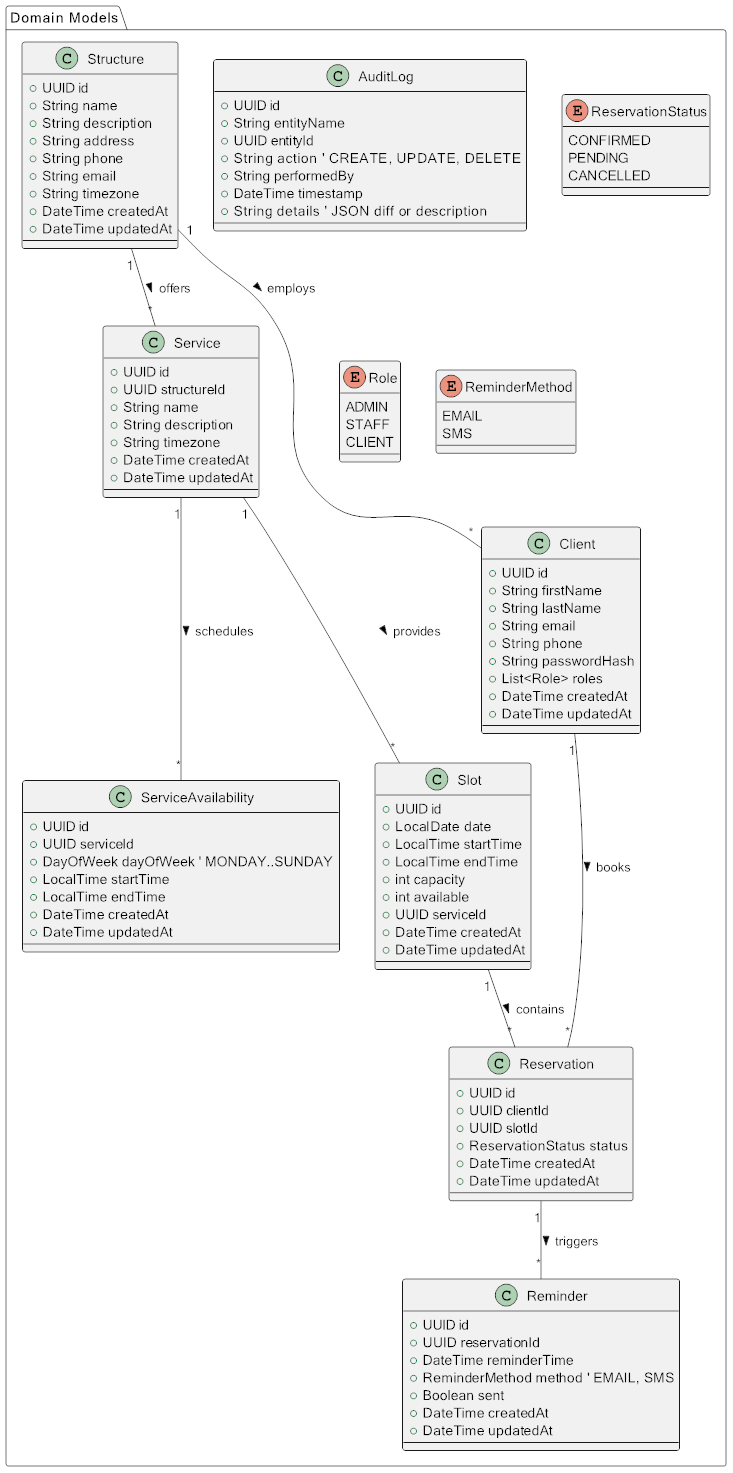 Domain Models
C Structure
UUID id
String name
String description
String address
String phone
String email
String timezone
DateTime createdAt
DateTime updatedAt
C AuditLog
UUID id
String entityName
UUID entityId
String action ' CREATE, UPDATE, DELETE
String performedBy
DateTime timestamp
String details ' JSON diff or description
E ReservationStatus
CONFIRMED
PENDING
CANCELLED
1
1
offers
employs
*
C Service
UUID id
UUID structureId
String name
String description
String timezone
DateTime createdAt
DateTime updatedAt
E Role
ADMIN
STAFF
CLIENT
E ReminderMethod
EMAIL
SMS
1
1
*
C Client
UUID id
String firstName
String lastName
String email
String phone
String passwordHash
List<Role> roles
DateTime createdAt
DateTime updatedAt
schedules
provides
*
*
C ServiceAvailability
UUID id
UUID serviceId
DayOfWeek dayOfWeek ' MONDAY..SUNDAY
LocalTime startTime
LocalTime endTime
DateTime createdAt
DateTime updatedAt
C Slot
UUID id
LocalDate date
LocalTime startTime
LocalTime endTime
int capacity
int available
UUID serviceId
DateTime createdAt
DateTime updatedAt
1
books
1
contains
*
*
C Reservation
UUID id
UUID clientId
UUID slotId
ReservationStatus status
DateTime createdAt
DateTime updatedAt
1
triggers
*
C Reminder
UUID id
UUID reservationId
DateTime reminderTime
ReminderMethod method ' EMAIL, SMS
Boolean sent
DateTime createdAt
DateTime updatedAt